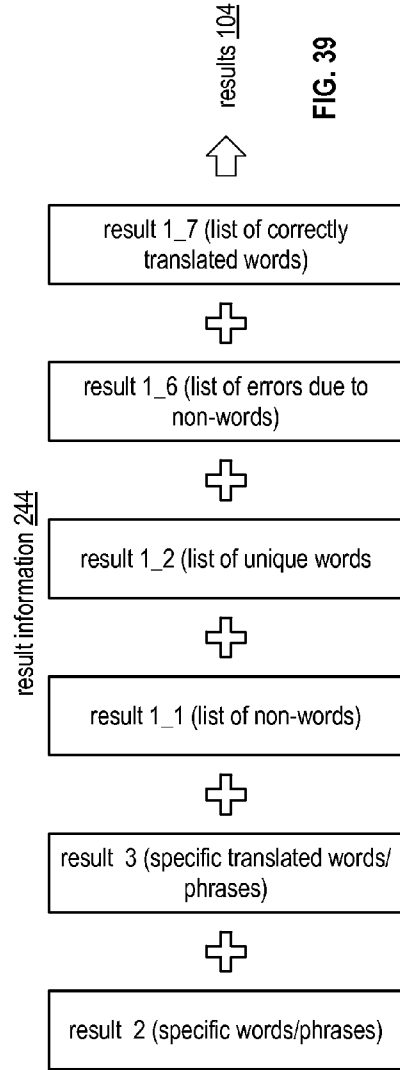 result information 244
result 2 (specific words/phrases)
result 3 (specific translated words/
phrases)
result 1_1 (list of non-words)
result 1_2 (list of unique words
result 1_6 (list of errors due to
non-words)
result 1_7 (list of correctly
translated words)
results 104
FIG. 39